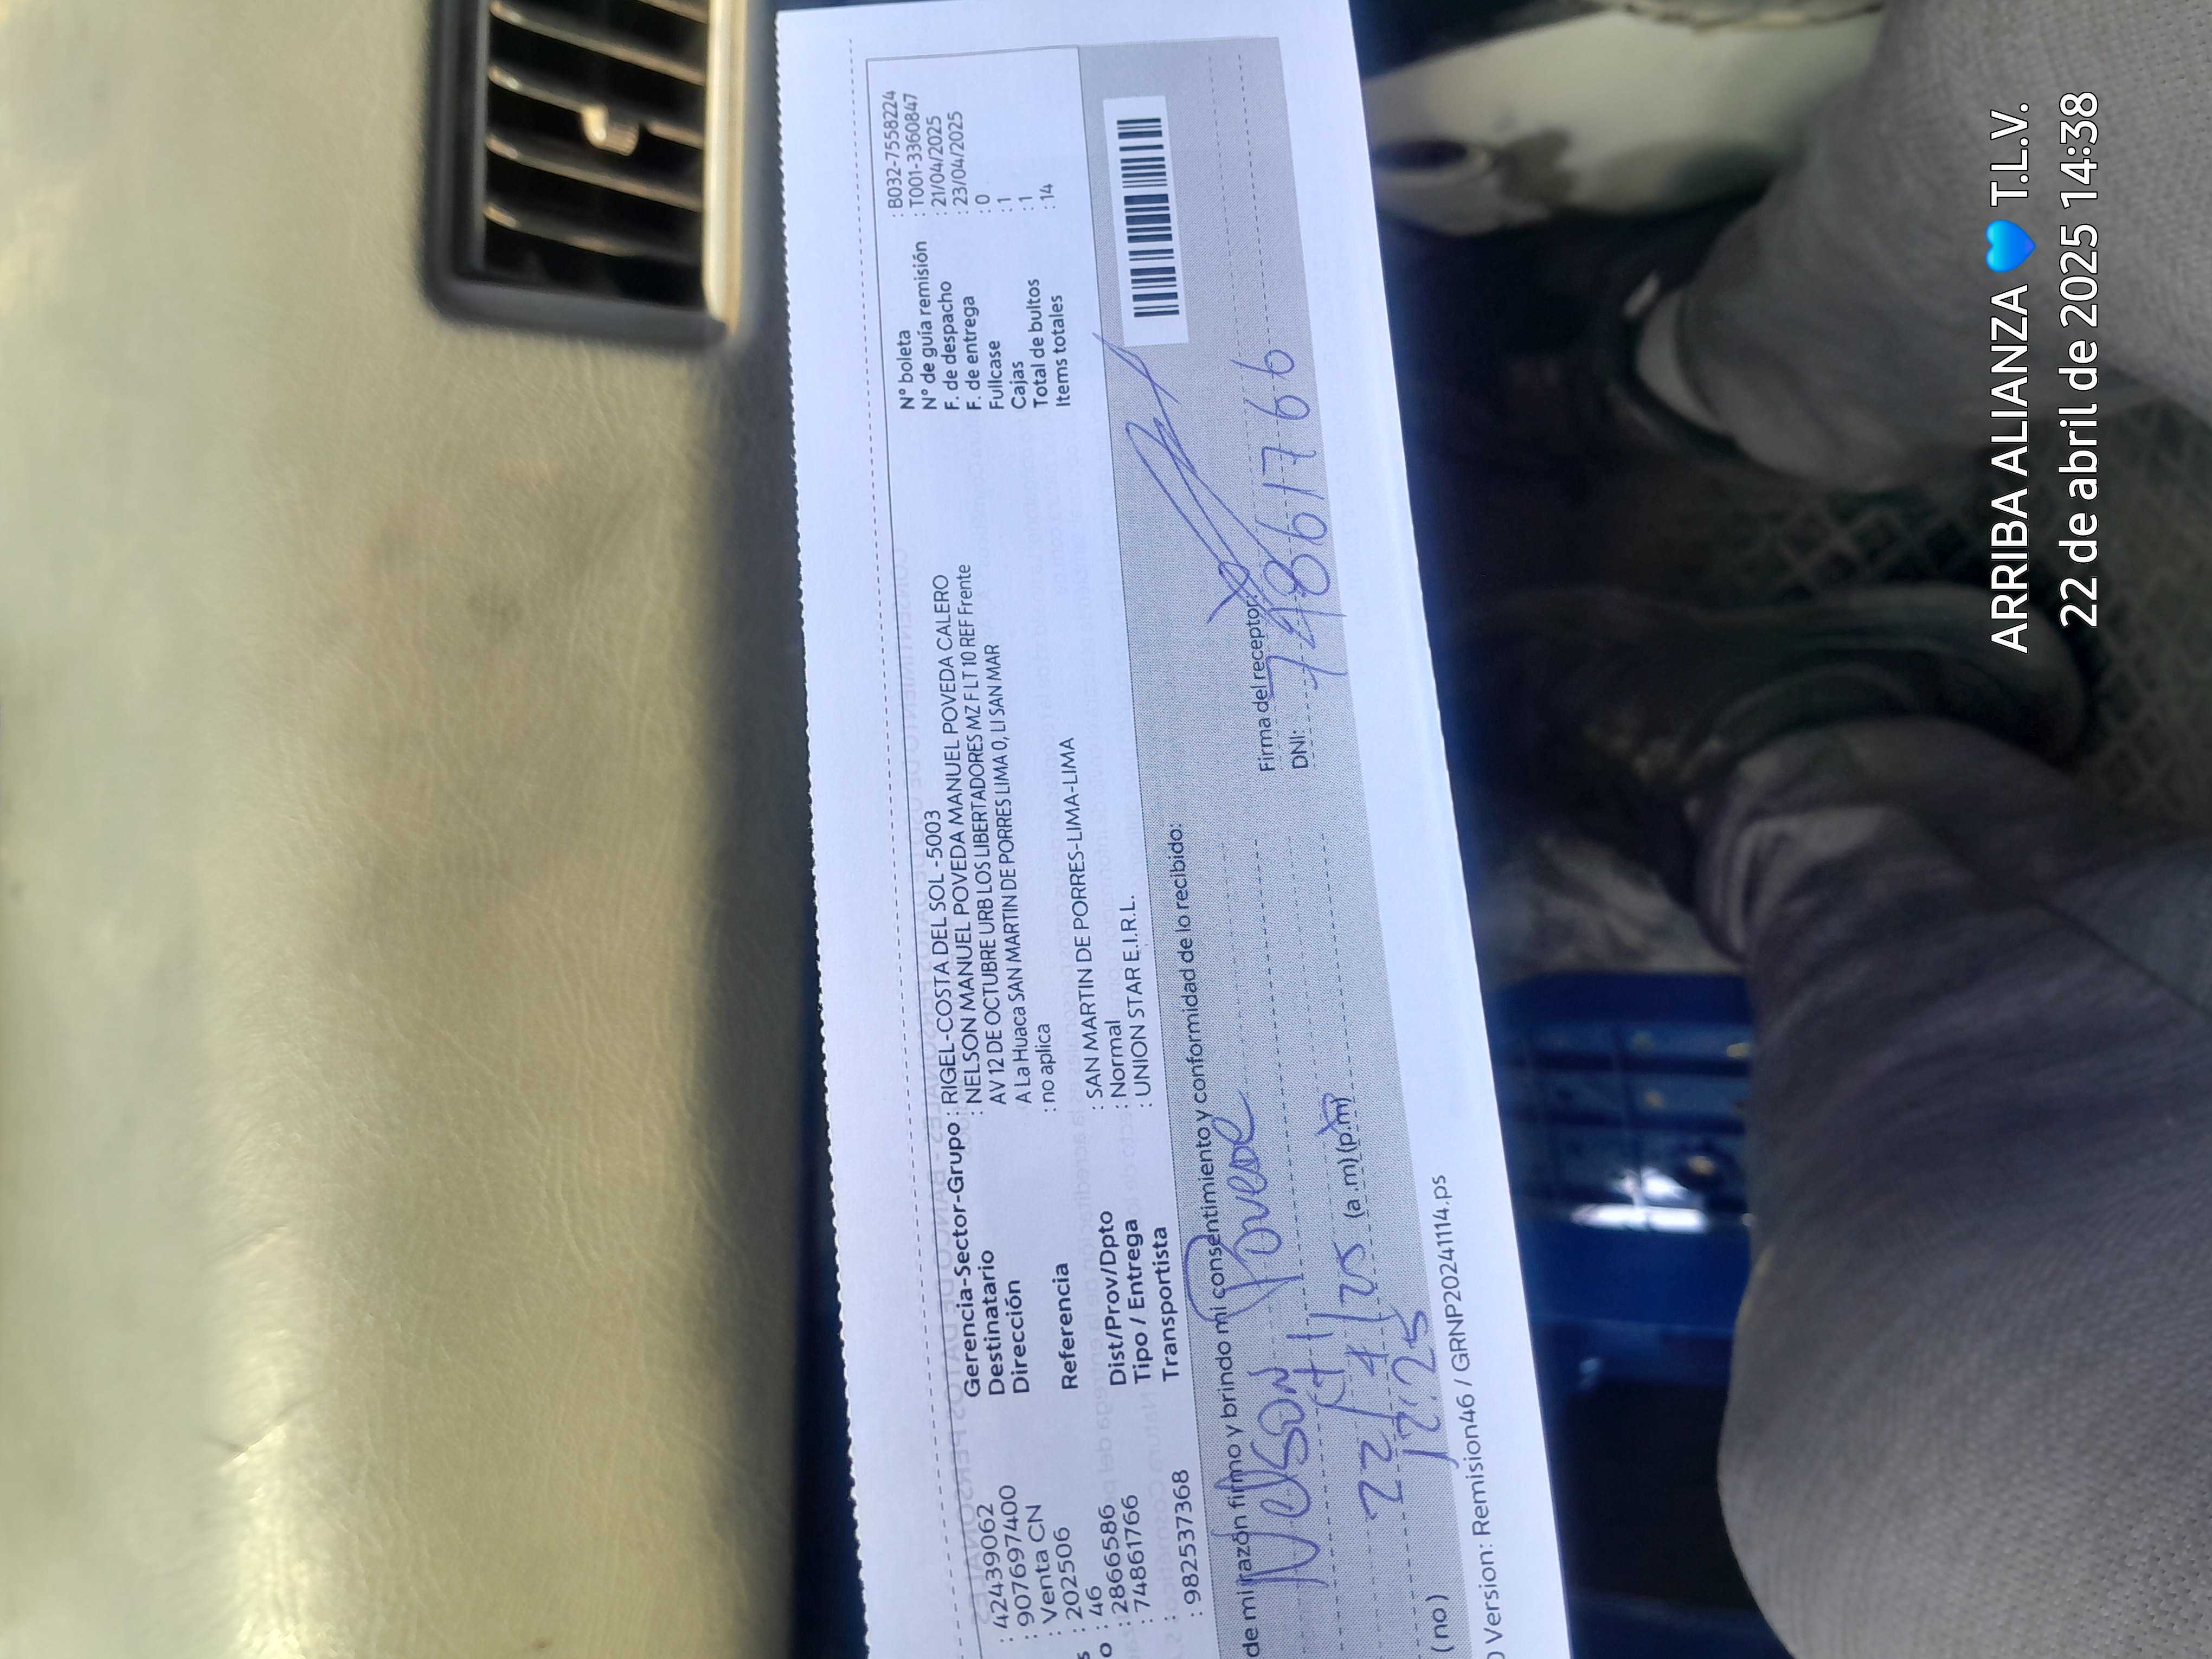 : 424439062
: 9076974​00
: Venta CN
: 202506
: 46
: 28666586
: 74861766
:
: 982537368
Gerencia-Sector-Grupo : RIGEL-COSTA DEL SOL -5003
Destinatario : NELSON MANUEL POVEDA MANUEL POVEDA MANUEL POVEDA CALERO
Dirección AV 12 DE OCTUBRE URB LOS LIBERTADORES MZ F LT 10 REF Frente
A La Huaca SAN MARTIN DE PORRES LIMA 0, LI SAN MAR
Referencia : no aplica
Dist/Prov/Dpto : SAN MARTIN DE PORRES-LIMA-LIMA
Tipo / Entrega : Normal
Transportista : UNION STAR E.I.R.L.
N° boleta : B032-7558224
N° de guía remisión : T001-3360847
F. de despacho : 21/04/2025
F. de entrega : 23/04/2025
Fullcase : 0
Cajas : 1
Total de bultos : 1
Items totales : 14
de mi razón firmo y brindo mi consentimiento y conformidad de lo recibido:
Nelson Poveda
22/4/25 (a.m) (p.m)
12:25
(no)
Firma del receptor:
DNI: 74861766
Version: Remision46 / GRNP20241114.ps
ARRIBA ALIANZA 💙 T.L.V.
22 de abril de 2025 14:38